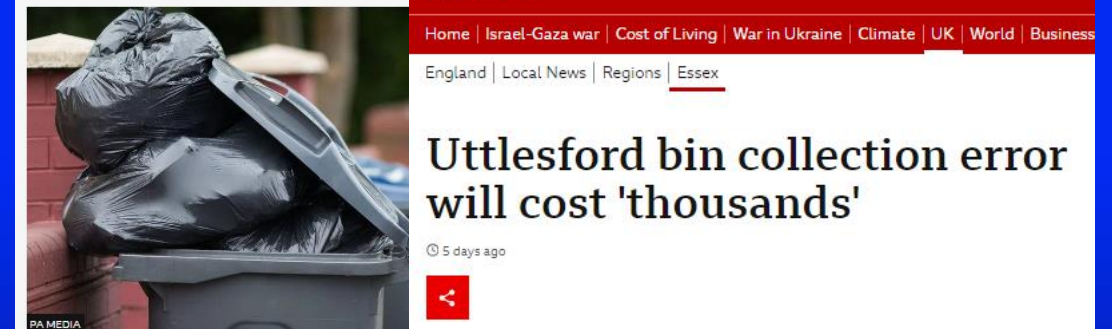 Home | Israel-Gaza war | Cost of Living | War in Ukraine | Climate | UK | World | Business
England | Local News | Regions | Essex
Uttlesford bin collection error
will cost 'thousands'
5 days ago
PA MEDIA